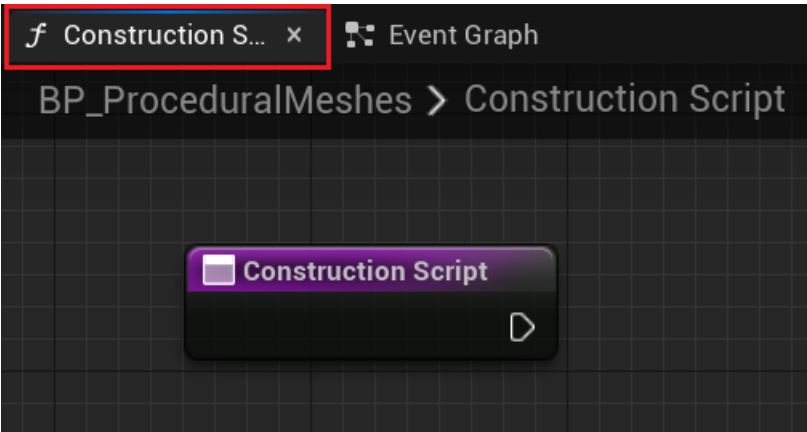 f Construction S... ×
Event Graph
BP_ProceduralMeshes > Construction Script
Construction Script